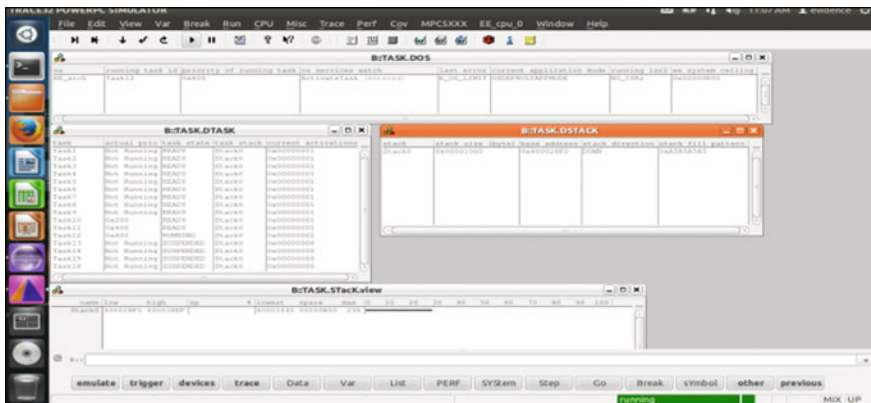 TRACE32 POWERPC SIMULATOR
11:07 AM evidence
File Edit View Var Break Run CPU Misc Trace Perf Cov MPC5XXX EE_cpu_0 Window Help
B::TASK.DOS
running task id priority of running task os services watch last error current application mode running isr2 system ceiling
EE_arch Task12 0x800 ActivateTask (entered) E_OS_LIMIT OSDEFAULTAPPMODE NO_ISR2
B::TASK.DTASK
task actual prio task state task stack current activations
Task1 Not Running READY Stack0 0x00000001
Task2 Not Running READY Stack0 0x00000001
Task3 Not Running READY Stack0 0x00000001
Task4 Not Running READY Stack0 0x00000001
Task5 Not Running READY Stack0 0x00000001
Task6 Not Running READY Stack0 0x00000001
Task7 Not Running READY Stack0 0x00000001
Task8 Not Running READY Stack0 0x00000001
Task9 Not Running READY Stack0 0x00000001
Task10 0x200 READY Stack0 0x00000001
Task11 0x400 READY Stack0 0x00000001
Task12 0x800 RUNNING Stack0 0x00000001
Task13 Not Running SUSPENDED Stack0 0x00000000
Task14 Not Running SUSPENDED Stack0 0x00000000
Task15 Not Running SUSPENDED Stack0 0x00000000
Task16 Not Running SUSPENDED Stack0 0x00000000
B::TASK.DSTACK
stack stack size (byte) base address stack direction stack fill pattern
Stack0 0x00001000 0x400028F0 DOWN 0xA5A5A5A5
B::TASK.STacK.view
name low high sp % lowest spare max 0 10 20 30 40 50 60 70 80 90 100
Stack0 400028F0 400038EF 29%
B::
emulate trigger devices trace Data Var List PERF SYStem Step Go Break sYmbol other previous
running MIX UP